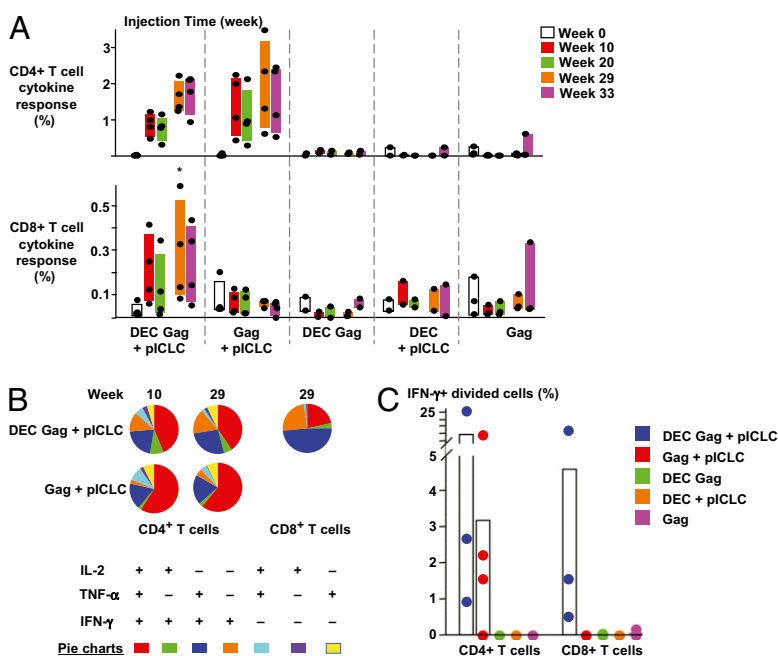 A
Injection Time (week)
CD4+ T cell
cytokine
response
(%)
3
2
1
Week 0
Week 10
Week 20
Week 29
Week 33
*
CD8+ T cell
cytokine
response
(%)
0.5
0.3
0.1
DEC Gag
+ pICLC
Gag
+ pICLC
DEC Gag
DEC
+ pICLC
Gag
B
Week 10 29 29
DEC Gag + pICLC
Gag + pICLC
CD4+ T cells CD8+ T cells
IL-2 + + – – + + –
TNF-α + – + – + – +
IFN-γ + + + + – – –
Pie charts
C
IFN-γ+ divided cells (%)
25
5
4
3
2
1
0
CD4+ T cells CD8+ T cells
DEC Gag + pICLC
Gag + pICLC
DEC Gag
DEC + pICLC
Gag